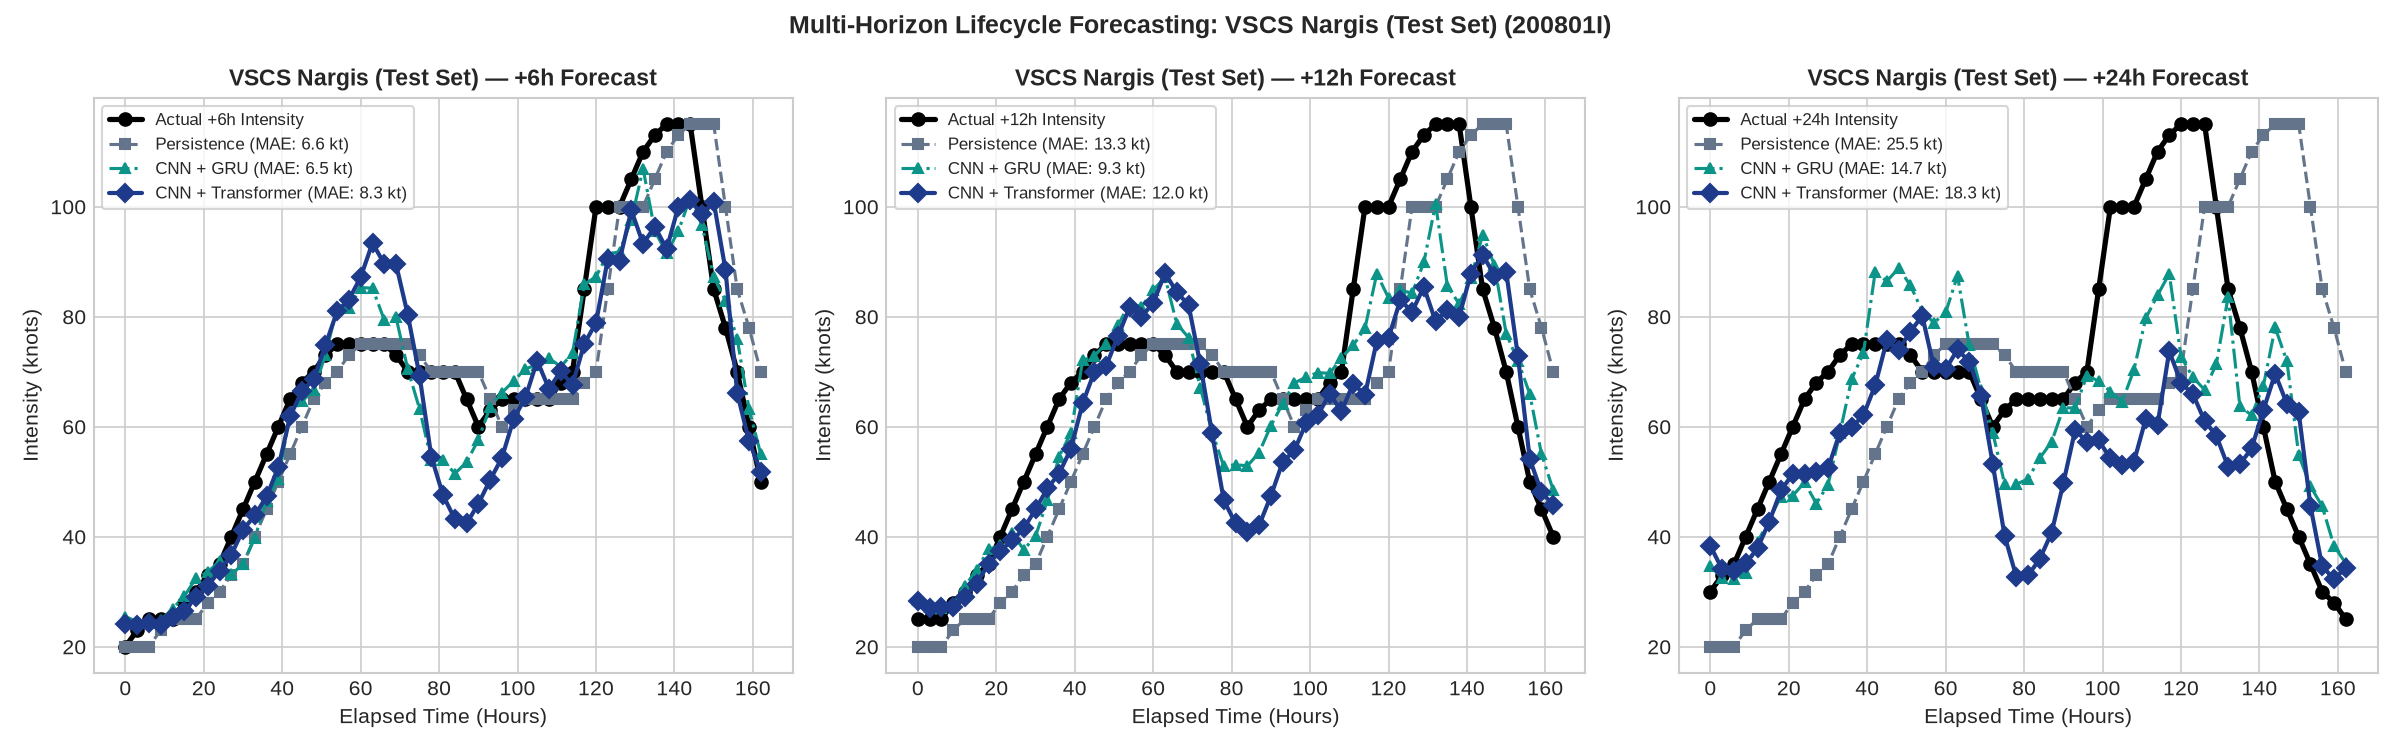 Multi-Horizon Lifecycle Forecasting: VSCS Nargis (Test Set) (200801I)
VSCS Nargis (Test Set) — +6h Forecast
Actual +6h Intensity
Persistence (MAE: 6.6 kt)
CNN + GRU (MAE: 6.5 kt)
CNN + Transformer (MAE: 8.3 kt)
Intensity (knots)
100
80
60
40
20
0 20 40 60 80 100 120 140 160
Elapsed Time (Hours)
VSCS Nargis (Test Set) — +12h Forecast
Actual +12h Intensity
Persistence (MAE: 13.3 kt)
CNN + GRU (MAE: 9.3 kt)
CNN + Transformer (MAE: 12.0 kt)
Intensity (knots)
100
80
60
40
20
0 20 40 60 80 100 120 140 160
Elapsed Time (Hours)
VSCS Nargis (Test Set) — +24h Forecast
Actual +24h Intensity
Persistence (MAE: 25.5 kt)
CNN + GRU (MAE: 14.7 kt)
CNN + Transformer (MAE: 18.3 kt)
Intensity (knots)
100
80
60
40
20
0 20 40 60 80 100 120 140 160
Elapsed Time (Hours)